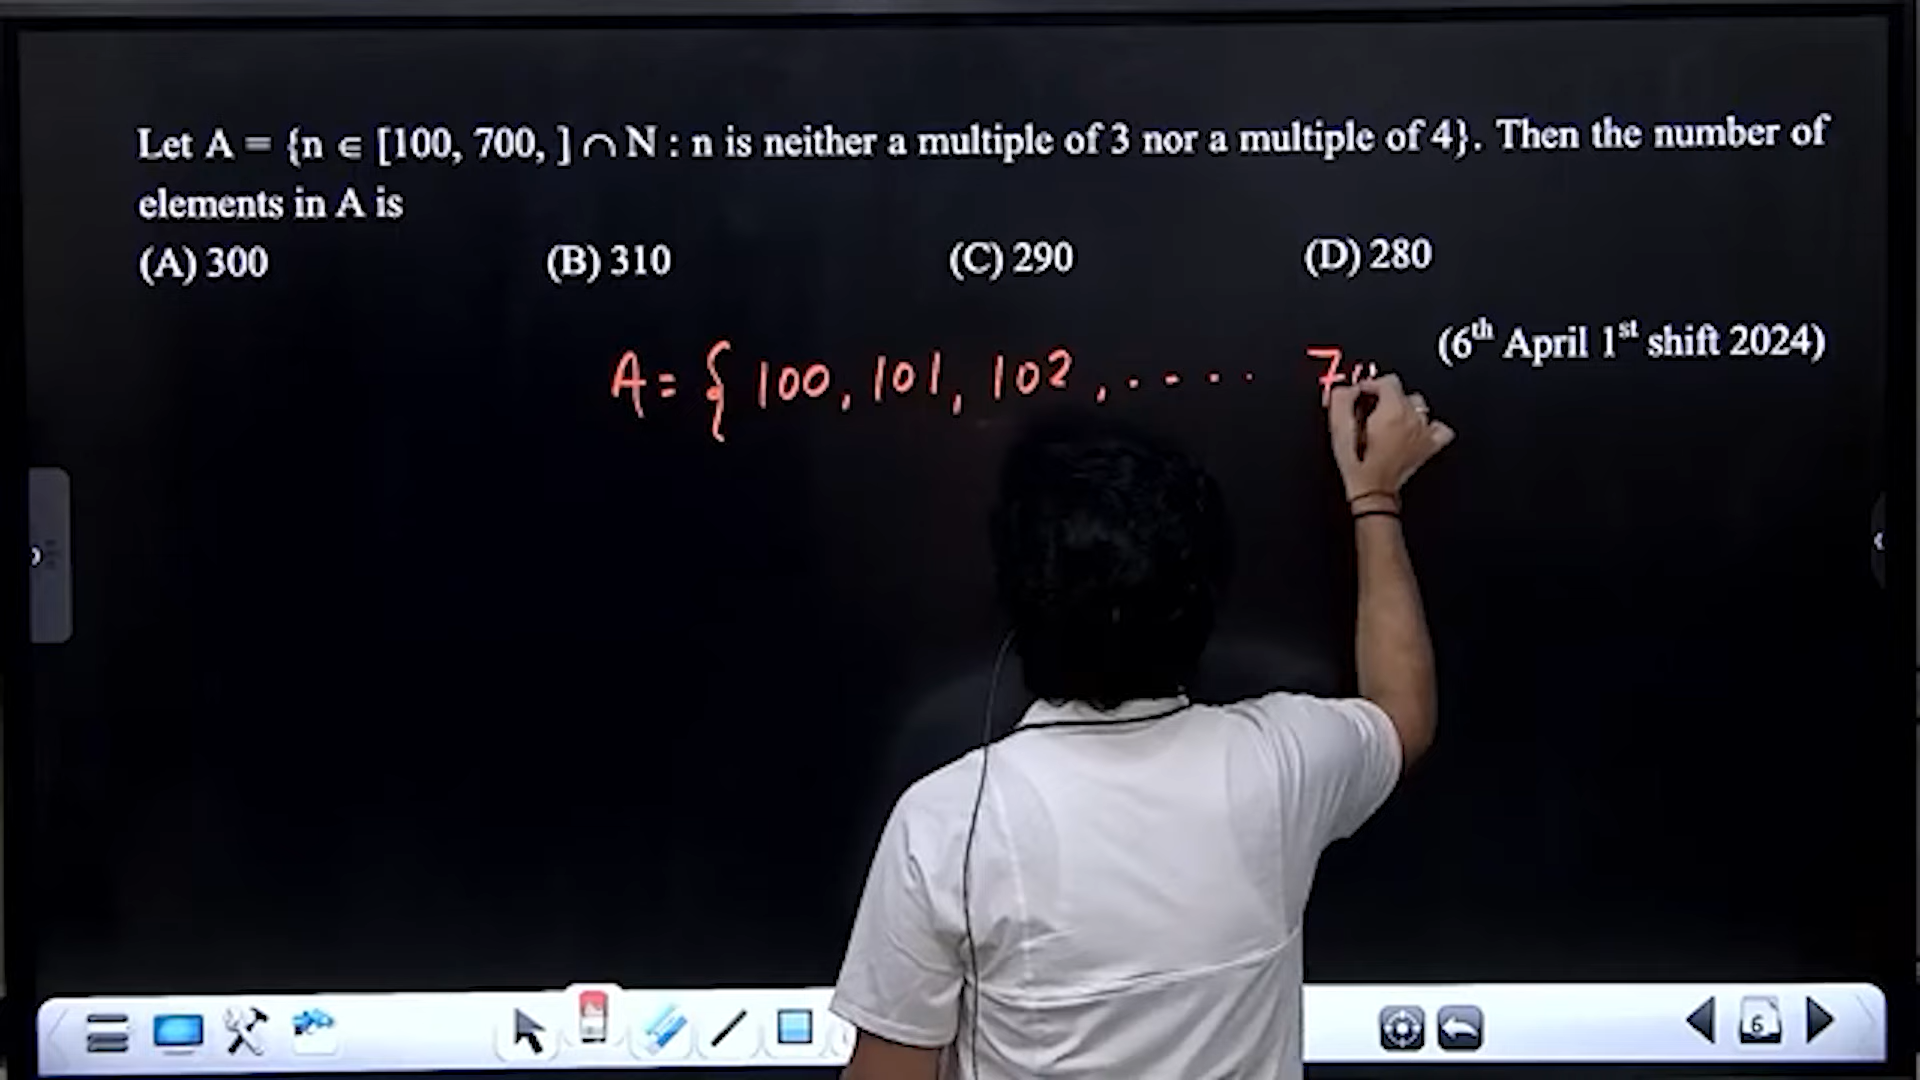 Let A = {n ∈ [100, 700, ] ∩ N : n is neither a multiple of 3 nor a multiple of 4}. Then the number of
elements in A is
(A) 300 (B) 310 (C) 290 (D) 280
(6th April 1st shift 2024)
A = { 100, 101, 102, . . . .
6